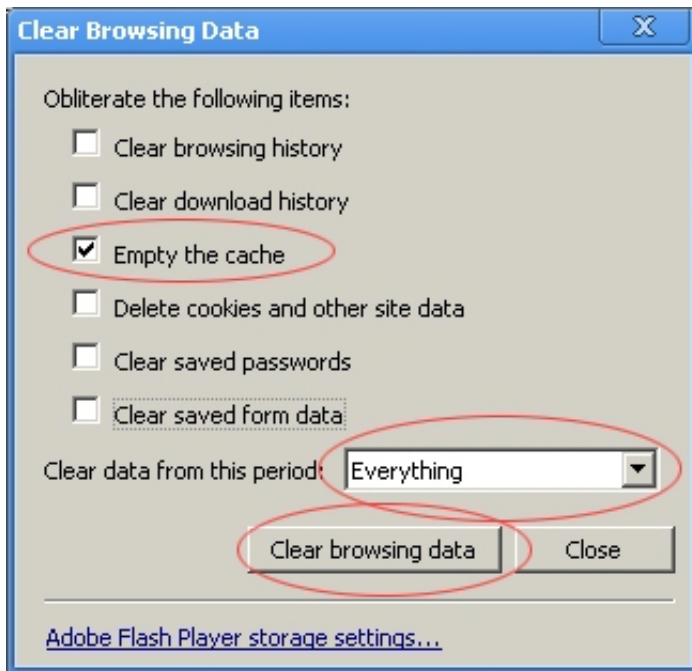 Clear Browsing Data
Obliterate the following items:
Clear browsing history
Clear download history
Empty the cache
Delete cookies and other site data
Clear saved passwords
Clear saved form data
Clear data from this period: Everything
Clear browsing data Close
Adobe Flash Player storage settings...